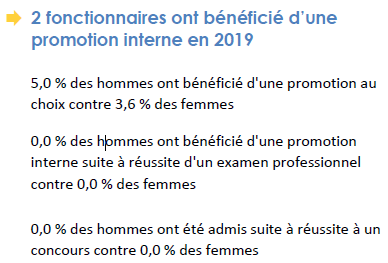 2 fonctionnaires ont bénéficié d'une
promotion interne en 2019
5,0 % des hommes ont bénéficié d'une promotion au
choix contre 3,6 % des femmes
0,0 % des hommes ont bénéficié d'une promotion
interne suite à réussite d'un examen professionnel
contre 0,0 % des femmes
0,0 % des hommes ont été admis suite à réussite à un
concours contre 0,0 % des femmes